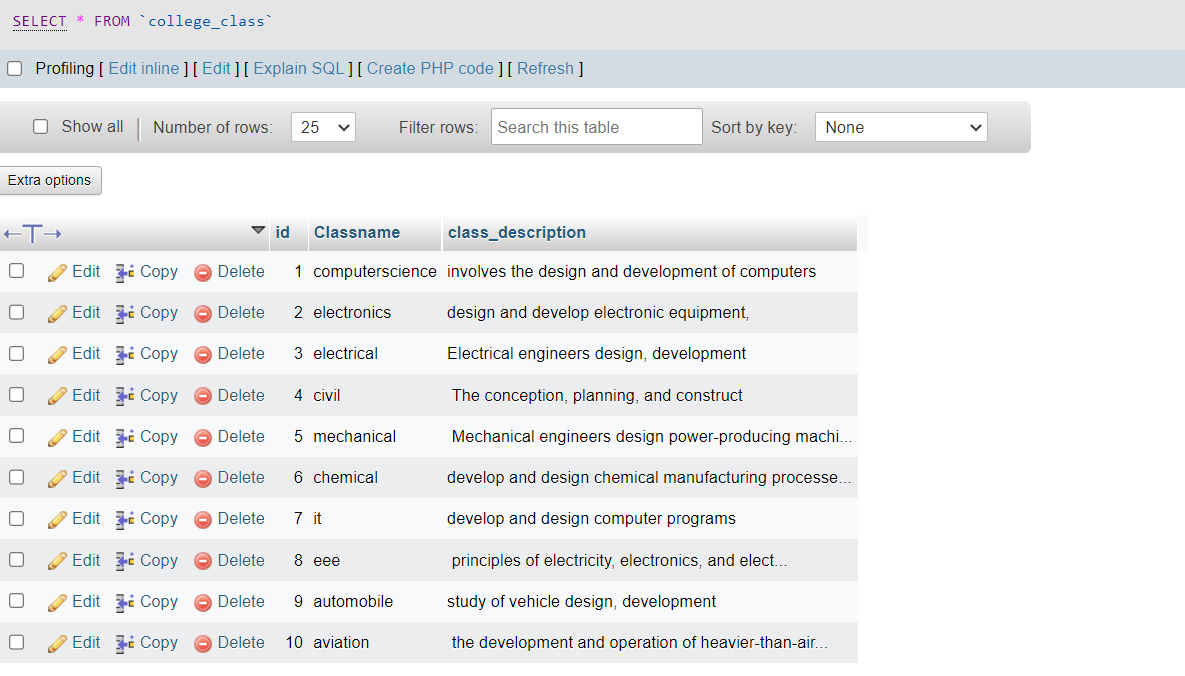 SELECT * FROM `college_class`
Profiling [ Edit inline ] [ Edit ] [ Explain SQL ] [ Create PHP code ] [ Refresh ]
Show all | Number of rows: 25 Filter rows: Search this table Sort by key: None
Extra options
←T→ id Classname class_description
Edit Copy Delete 1 computerscience involves the design and development of computers
Edit Copy Delete 2 electronics design and develop electronic equipment,
Edit Copy Delete 3 electrical Electrical engineers design, development
Edit Copy Delete 4 civil The conception, planning, and construct
Edit Copy Delete 5 mechanical Mechanical engineers design power-producing machi...
Edit Copy Delete 6 chemical develop and design chemical manufacturing processe...
Edit Copy Delete 7 it develop and design computer programs
Edit Copy Delete 8 eee principles of electricity, electronics, and elect...
Edit Copy Delete 9 automobile study of vehicle design, development
Edit Copy Delete 10 aviation the development and operation of heavier-than-air...